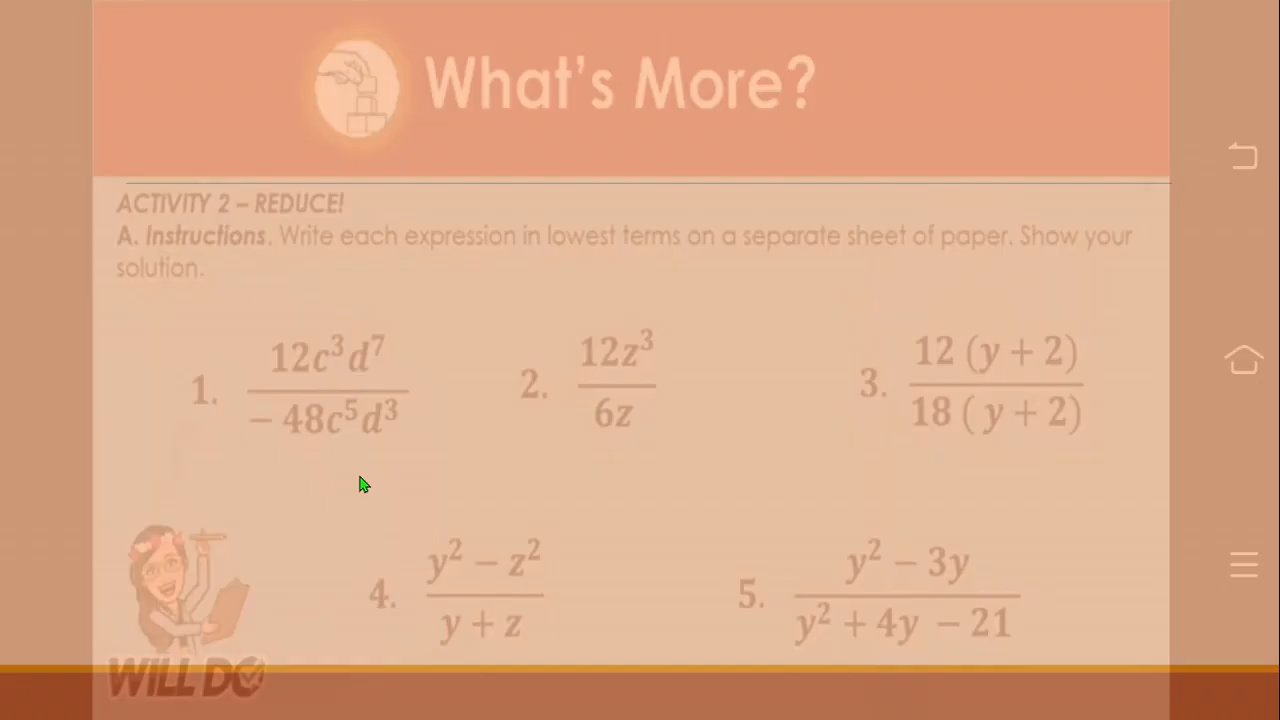 What's More?
ACTIVITY 2 – REDUCE!
A. Instructions. Write each expression in lowest terms on a separate sheet of paper. Show your
solution.
1. 12c³d⁷ / − 48c⁵d³
2. 12z³ / 6z
3. 12 (y + 2) / 18 ( y + 2)
4. y² − z² / y + z
5. y² − 3y / y² + 4y − 21
WILL DO